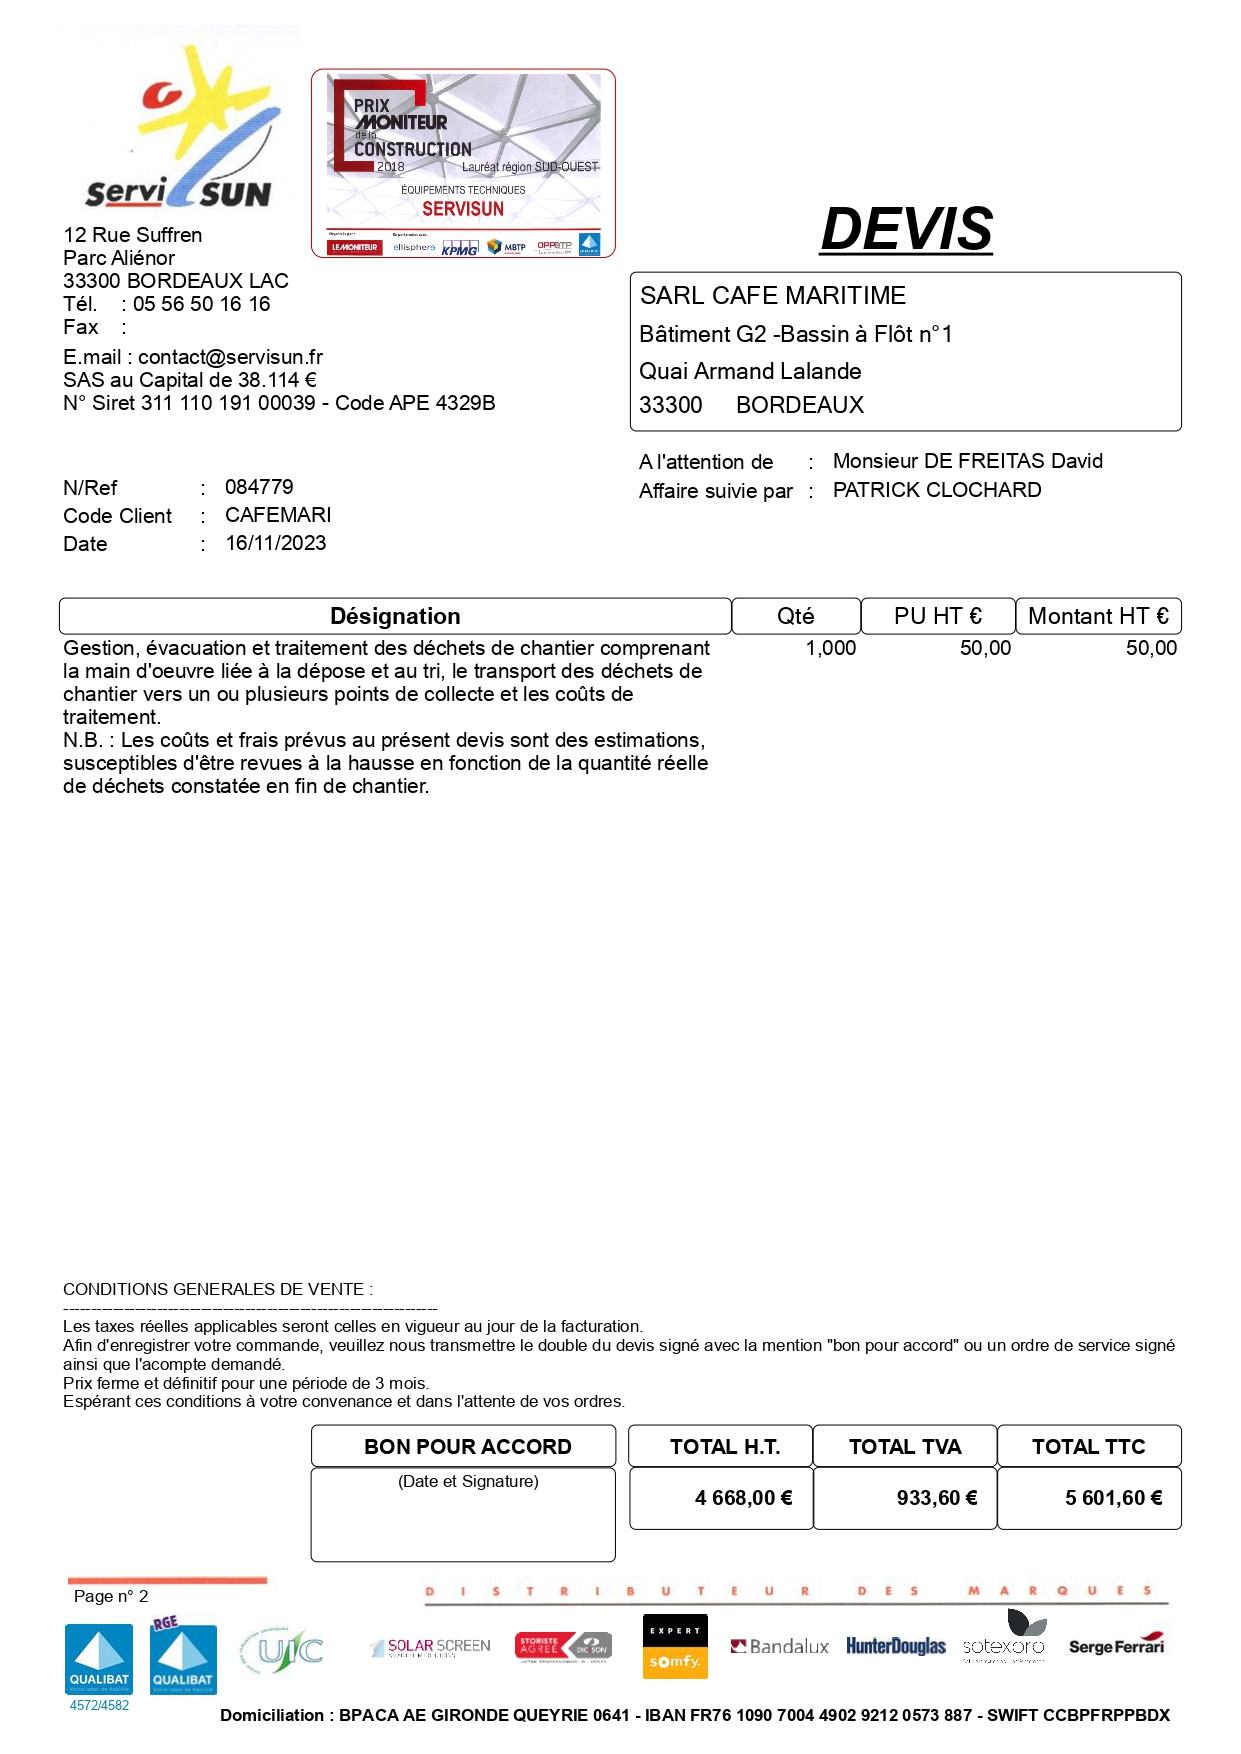 Servi SUN
PRIX
MONITEUR
de la
CONSTRUCTION
2018 Lauréat région SUD-OUEST
ÉQUIPEMENTS TECHNIQUES
SERVISUN
LE MONITEUR ellisphere KPMG MBTP OPPBTP QUALIBAT
12 Rue Suffren
Parc Aliénor
33300 BORDEAUX LAC
Tél. : 05 56 50 16 16
Fax :
E.mail : contact@servisun.fr
SAS au Capital de 38.114 €
N° Siret 311 110 191 00039 - Code APE 4329B
DEVIS
SARL CAFE MARITIME
Bâtiment G2 -Bassin à Flôt n°1
Quai Armand Lalande
33300 BORDEAUX
A l'attention de : Monsieur DE FREITAS David
Affaire suivie par : PATRICK CLOCHARD
N/Ref : 084779
Code Client : CAFEMARI
Date : 16/11/2023
Désignation Qté PU HT € Montant HT €
Gestion, évacuation et traitement des déchets de chantier comprenant 1,000 50,00 50,00
la main d'oeuvre liée à la dépose et au tri, le transport des déchets de
chantier vers un ou plusieurs points de collecte et les coûts de
traitement.
N.B. : Les coûts et frais prévus au présent devis sont des estimations,
susceptibles d'être revues à la hausse en fonction de la quantité réelle
de déchets constatée en fin de chantier.
CONDITIONS GENERALES DE VENTE :
--------------------------------------------------------------------
Les taxes réelles applicables seront celles en vigueur au jour de la facturation.
Afin d'enregistrer votre commande, veuillez nous transmettre le double du devis signé avec la mention "bon pour accord" ou un ordre de service signé
ainsi que l'acompte demandé.
Prix ferme et définitif pour une période de 3 mois.
Espérant ces conditions à votre convenance et dans l'attente de vos ordres.
BON POUR ACCORD TOTAL H.T. TOTAL TVA TOTAL TTC
(Date et Signature)
4 668,00 € 933,60 € 5 601,60 €
Page n° 2
DISTRIBUTEUR DES MARQUES
QUALIBAT
4572/4582
RGE
QUALIBAT
SOLAR SCREEN
STORISTE
AGRÉÉ
DICKSON
EXPERT
somfy.
Bandalux
HunterDouglas
sotexpro
Serge Ferrari
Domiciliation : BPACA AE GIRONDE QUEYRIE 0641 - IBAN FR76 1090 7004 4902 9212 0573 887 - SWIFT CCBPFRPPBDX